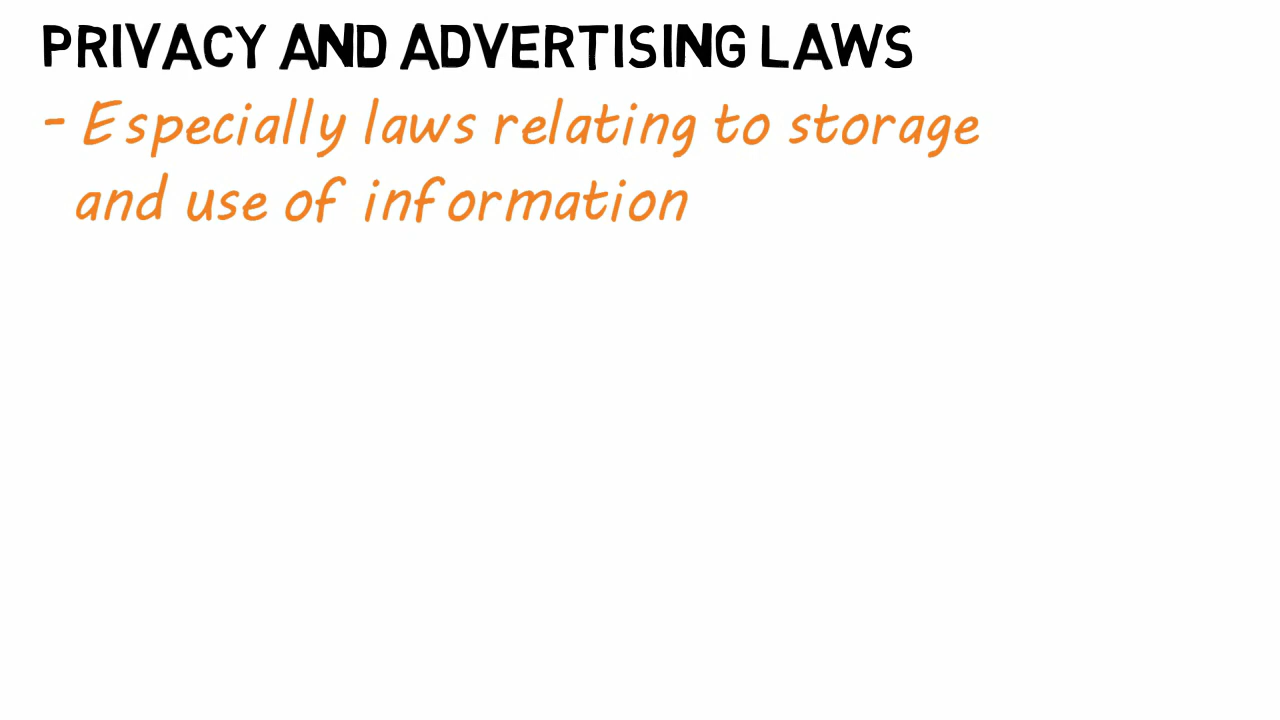 PRIVACY AND ADVERTISING LAWS
- Especially laws relating to storage
and use of information